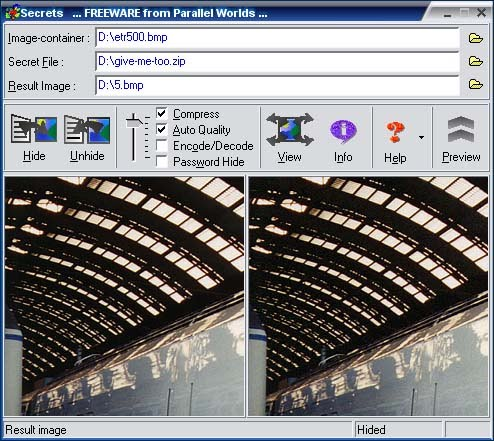 Secrets ... FREEWARE from Parallel Worlds ...
Image-container : D:\etr500.bmp
Secret File : D:\give-me-too.zip
Result Image : D:\5.bmp
Compress
Auto Quality
Encode/Decode
Password Hide
Hide Unhide View Info Help Preview
Result image Hided